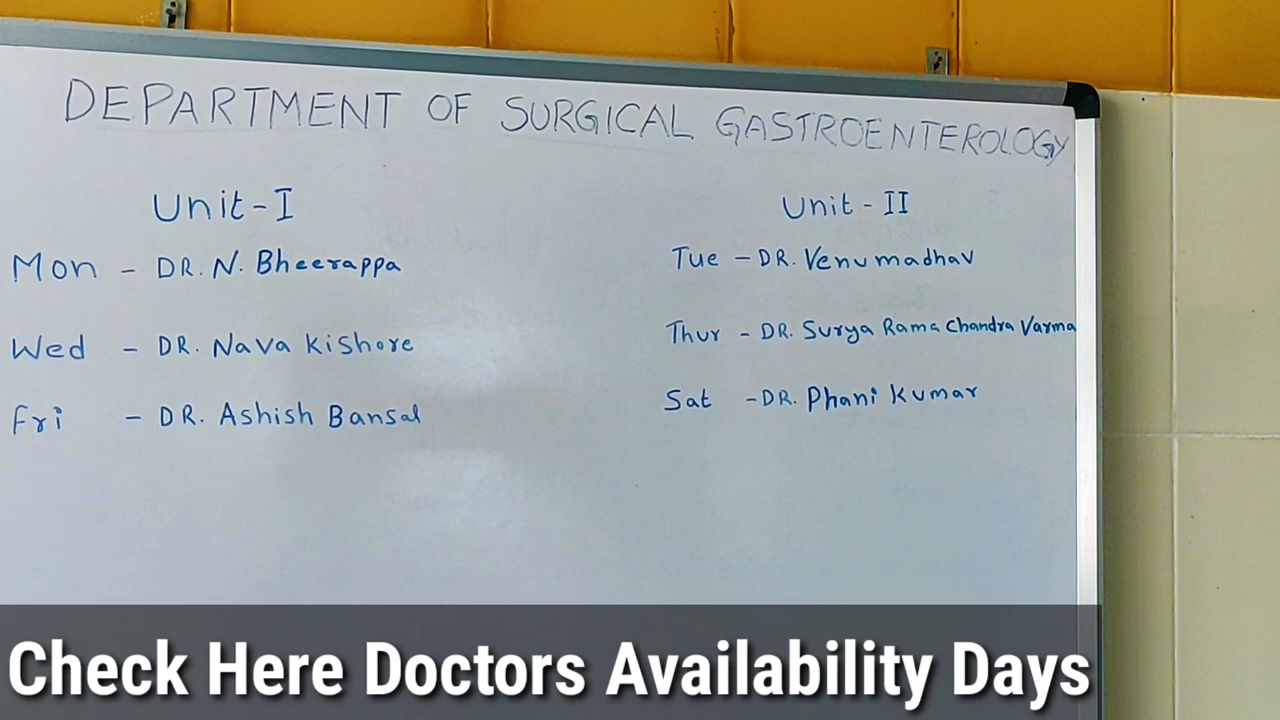 DEPARTMENT OF SURGICAL GASTROENTEROLOGY
Unit-I
Mon - DR. N. Bheerappa
Wed - DR. Nava Kishore
Fri - DR. Ashish Bansal
Unit - II
Tue - DR. Venumadhav
Thur - DR. Surya Rama Chandra Varma
Sat - DR. Phani Kumar
Check Here Doctors Availability Days